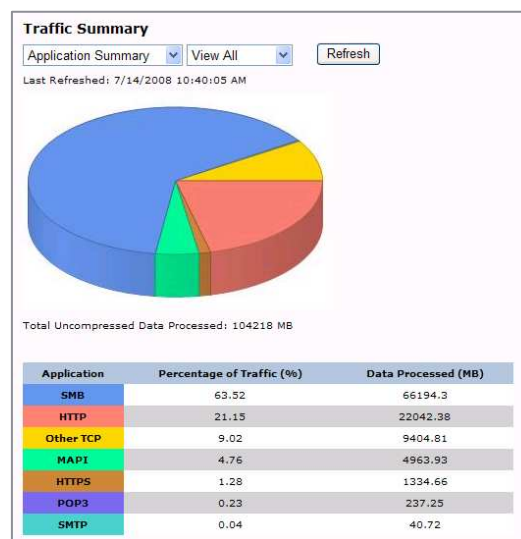 Traffic Summary
Application Summary View All Refresh
Last Refreshed: 7/14/2008 10:40:05 AM
Total Uncompressed Data Processed: 104218 MB
Application Percentage of Traffic (%) Data Processed (MB)
SMB 63.52 66194.3
HTTP 21.15 22042.38
Other TCP 9.02 9404.81
MAPI 4.76 4963.93
HTTPS 1.28 1334.66
POP3 0.23 237.25
SMTP 0.04 40.72